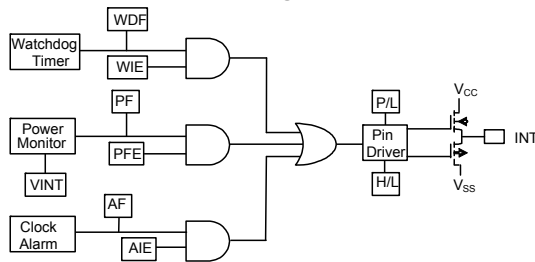 WDF
Watchdog
Timer
WIE
PF
Power
Monitor
PFE
VINT
AF
Clock
Alarm
AIE
P/L
Pin
Driver
H/L
VCC
INT
VSS